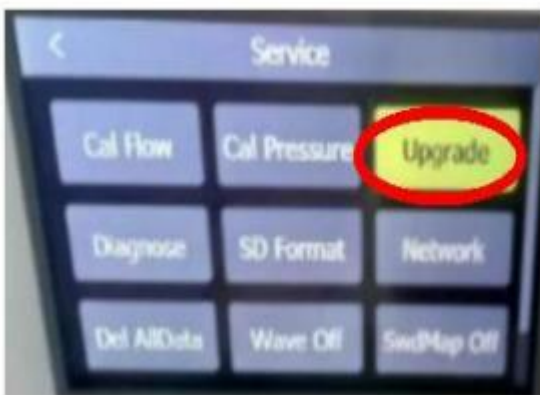 Service
Cal Flow Cal Pressure Upgrade
Diagnose SD Format Network
Del AllData Wave Off SwdMap Off